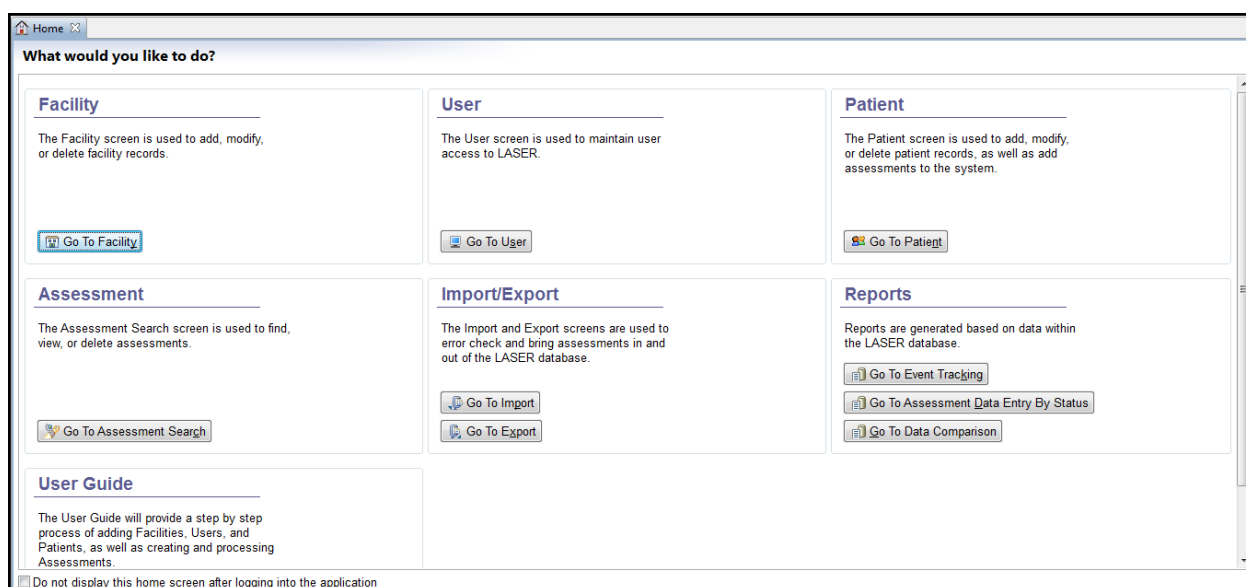 Home
What would you like to do?
Facility
The Facility screen is used to add, modify,
or delete facility records.
Go To Facility
User
The User screen is used to maintain user
access to LASER.
Go To User
Patient
The Patient screen is used to add, modify,
or delete patient records, as well as add
assessments to the system.
Go To Patient
Assessment
The Assessment Search screen is used to find,
view, or delete assessments.
Go To Assessment Search
Import/Export
The Import and Export screens are used to
error check and bring assessments in and
out of the LASER database.
Go To Import
Go To Export
Reports
Reports are generated based on data within
the LASER database.
Go To Event Tracking
Go To Assessment Data Entry By Status
Go To Data Comparison
User Guide
The User Guide will provide a step by step
process of adding Facilities, Users, and
Patients, as well as creating and processing
Assessments.
Do not display this home screen after logging into the application